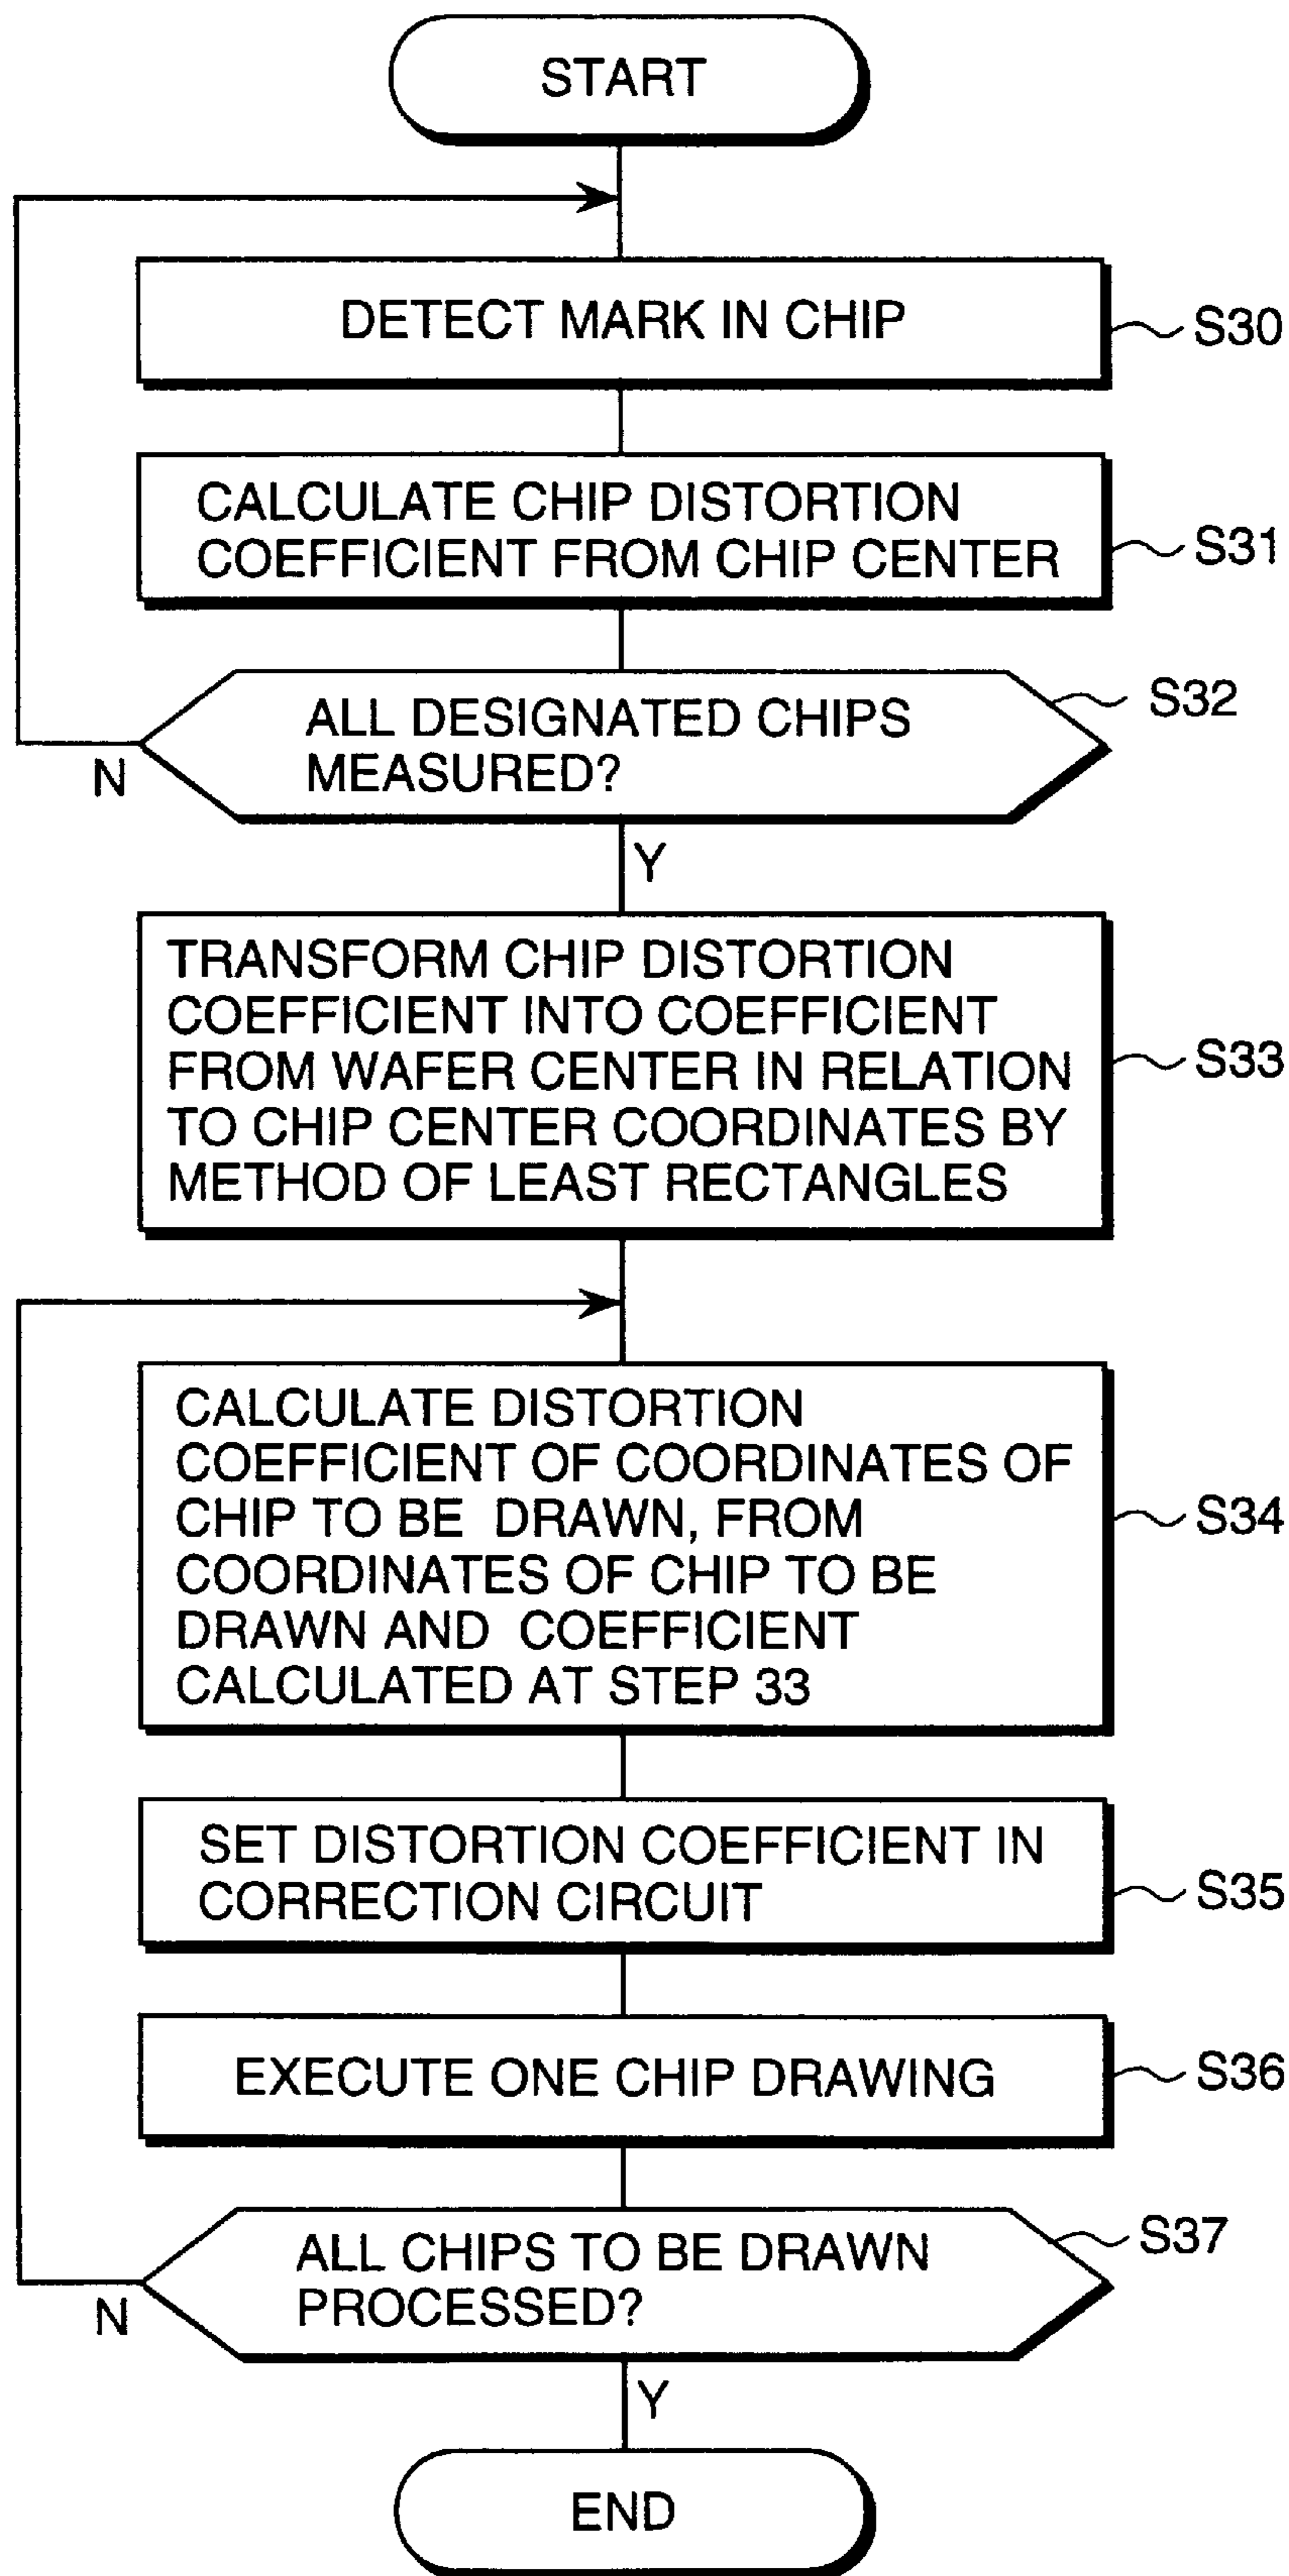 START
DETECT MARK IN CHIP
S30
CALCULATE CHIP DISTORTION
COEFFICIENT FROM CHIP CENTER
S31
ALL DESIGNATED CHIPS
MEASURED?
S32
N
Y
TRANSFORM CHIP DISTORTION
COEFFICIENT INTO COEFFICIENT
FROM WAFER CENTER IN RELATION
TO CHIP CENTER COORDINATES BY
METHOD OF LEAST RECTANGLES
S33
CALCULATE DISTORTION
COEFFICIENT OF COORDINATES OF
CHIP TO BE DRAWN, FROM
COORDINATES OF CHIP TO BE
DRAWN AND COEFFICIENT
CALCULATED AT STEP 33
S34
SET DISTORTION COEFFICIENT IN
CORRECTION CIRCUIT
S35
EXECUTE ONE CHIP DRAWING
S36
ALL CHIPS TO BE DRAWN
PROCESSED?
S37
N
Y
END